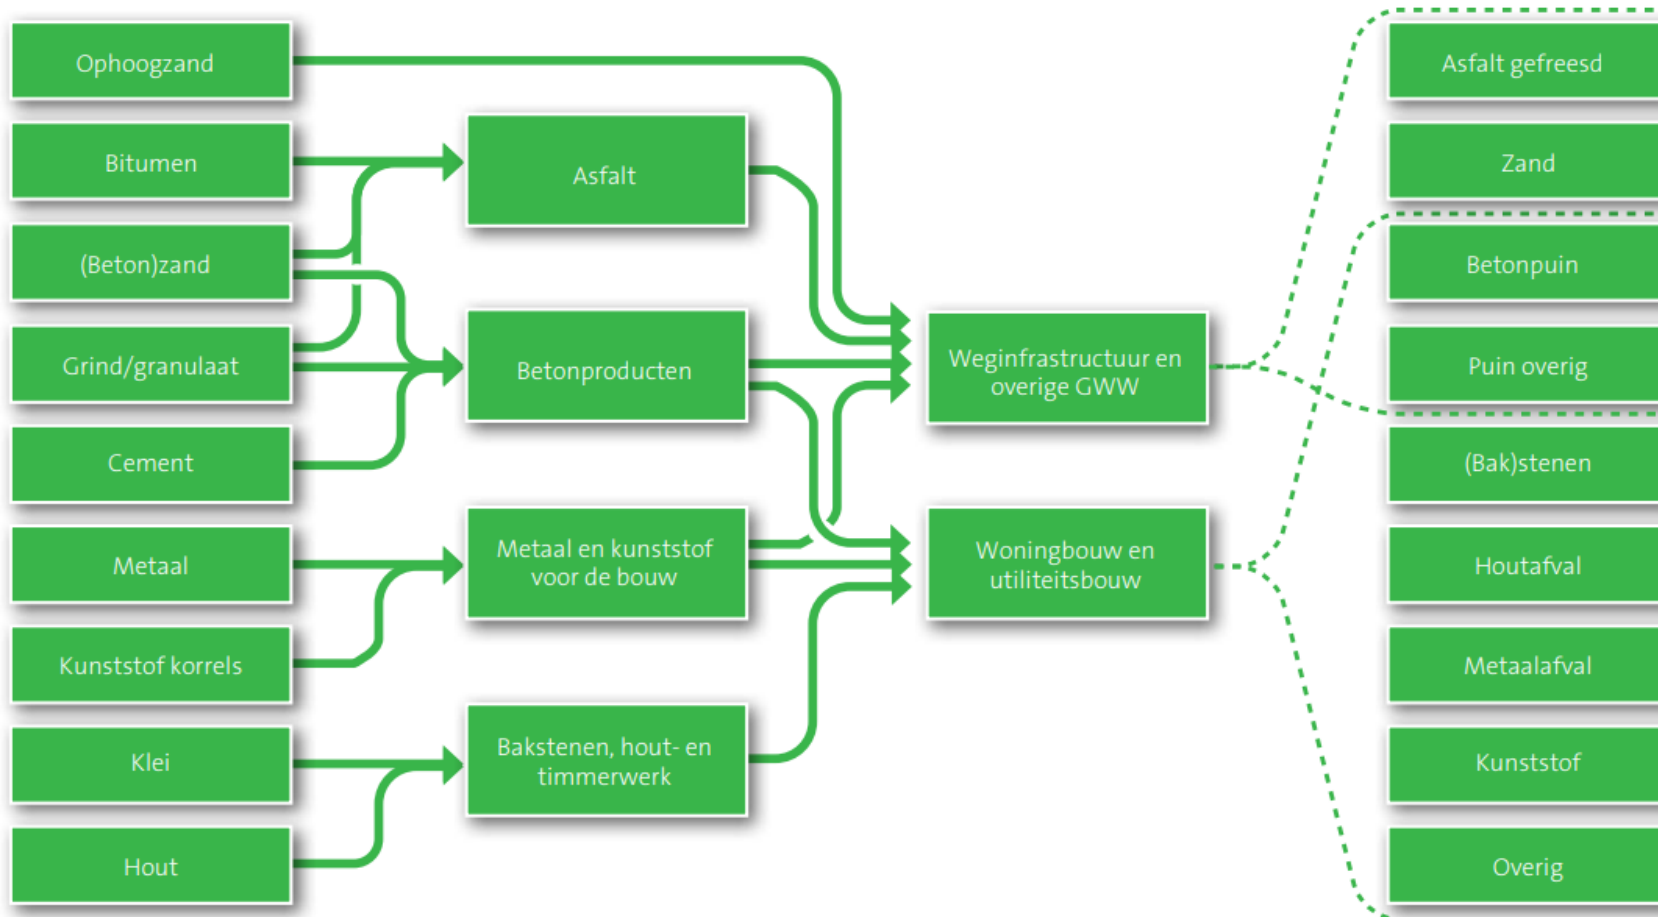 Ophoogzand
Bitumen
(Beton)zand
Grind/granulaat
Cement
Metaal
Kunststof korrels
Klei
Hout
Asfalt
Betonproducten
Metaal en kunststof
voor de bouw
Bakstenen, hout- en
timmerwerk
Weginfrastructuur en
overige GWW
Woningbouw en
utiliteitsbouw
Asfalt gefreesd
Zand
Betonpuin
Puin overig
(Bak)stenen
Houtafval
Metaalafval
Kunststof
Overig